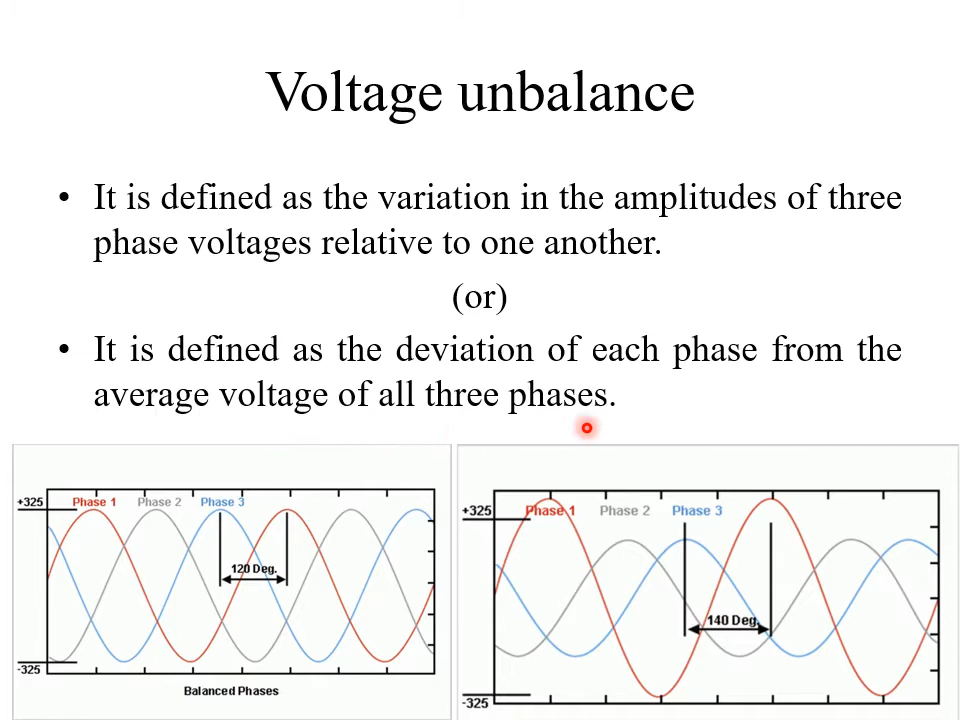 Voltage unbalance
• It is defined as the variation in the amplitudes of three
phase voltages relative to one another.
(or)
• It is defined as the deviation of each phase from the
average voltage of all three phases.
+325 Phase 1 Phase 2 Phase 3
120 Deg.
-325
Balanced Phases
+325 Phase 1 Phase 2 Phase 3
140 Deg.
-325